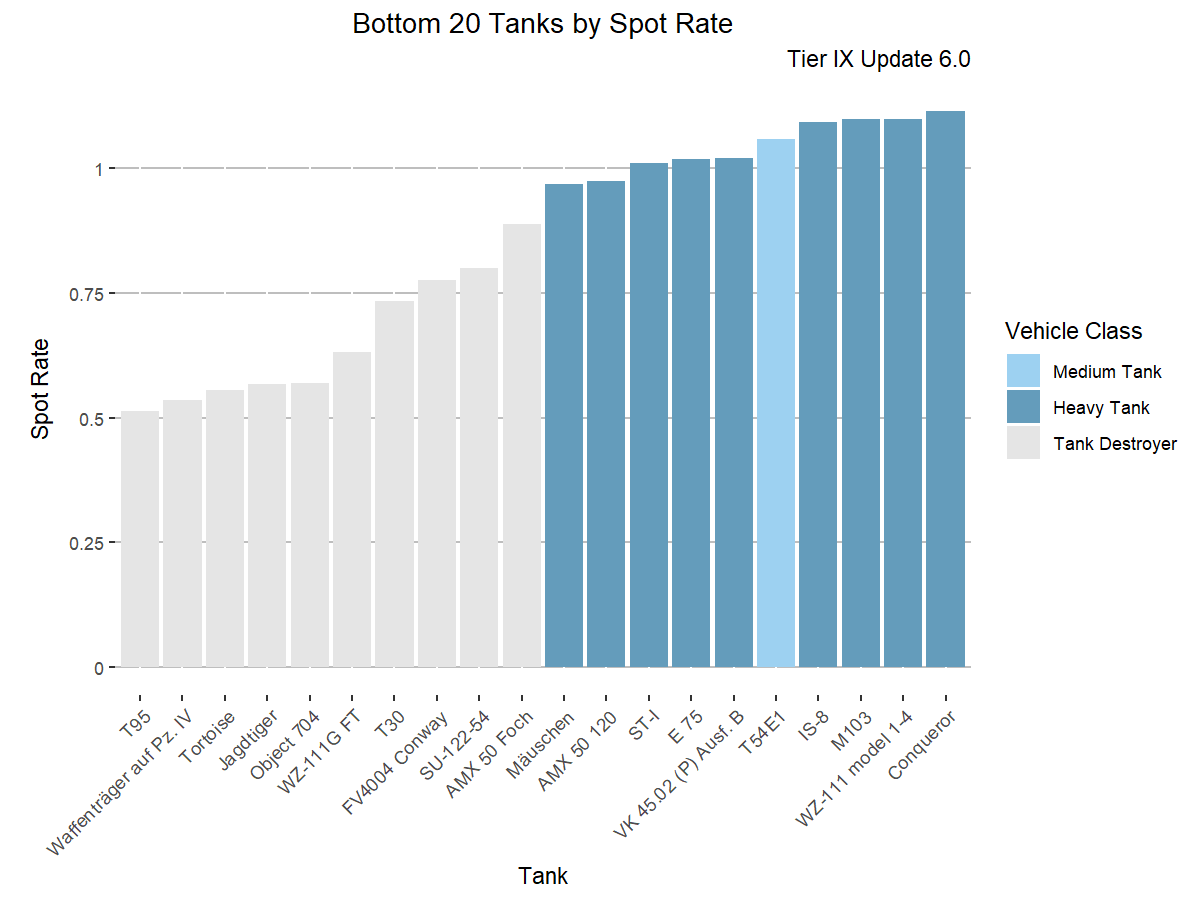 Bottom 20 Tanks by Spot Rate
Tier IX Update 6.0
Spot Rate
1
0.75
0.5
0.25
0
T95
Waffenträger auf Pz. IV
Tortoise
Jagdtiger
Object 704
WZ-111G FT
T30
FV4004 Conway
SU-122-54
AMX 50 Foch
Mäuschen
AMX 50 120
ST-I
E 75
VK 45.02 (P) Ausf. B
T54E1
IS-8
M103
WZ-111 model 1-4
Conqueror
Tank
Vehicle Class
Medium Tank
Heavy Tank
Tank Destroyer